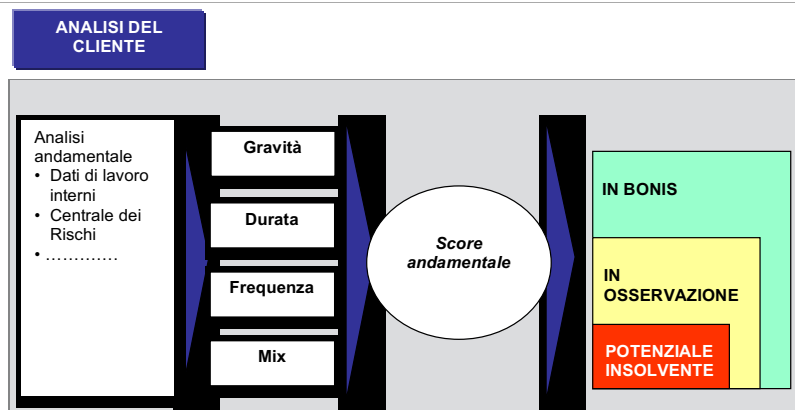 ANALISI DEL
CLIENTE
Analisi
andamentale
• Dati di lavoro
interni
• Centrale dei
Rischi
• ………….
Gravità
Durata
Frequenza
Mix
Score
andamentale
IN BONIS
IN
OSSERVAZIONE
POTENZIALE
INSOLVENTE